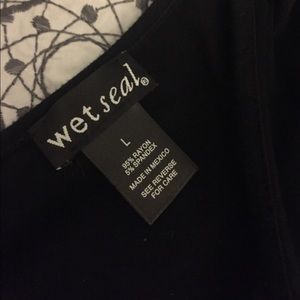 wet seal®
L
95% RAYON
5% SPANDEX
MADE IN MEXICO
SEE REVERSE
FOR CARE